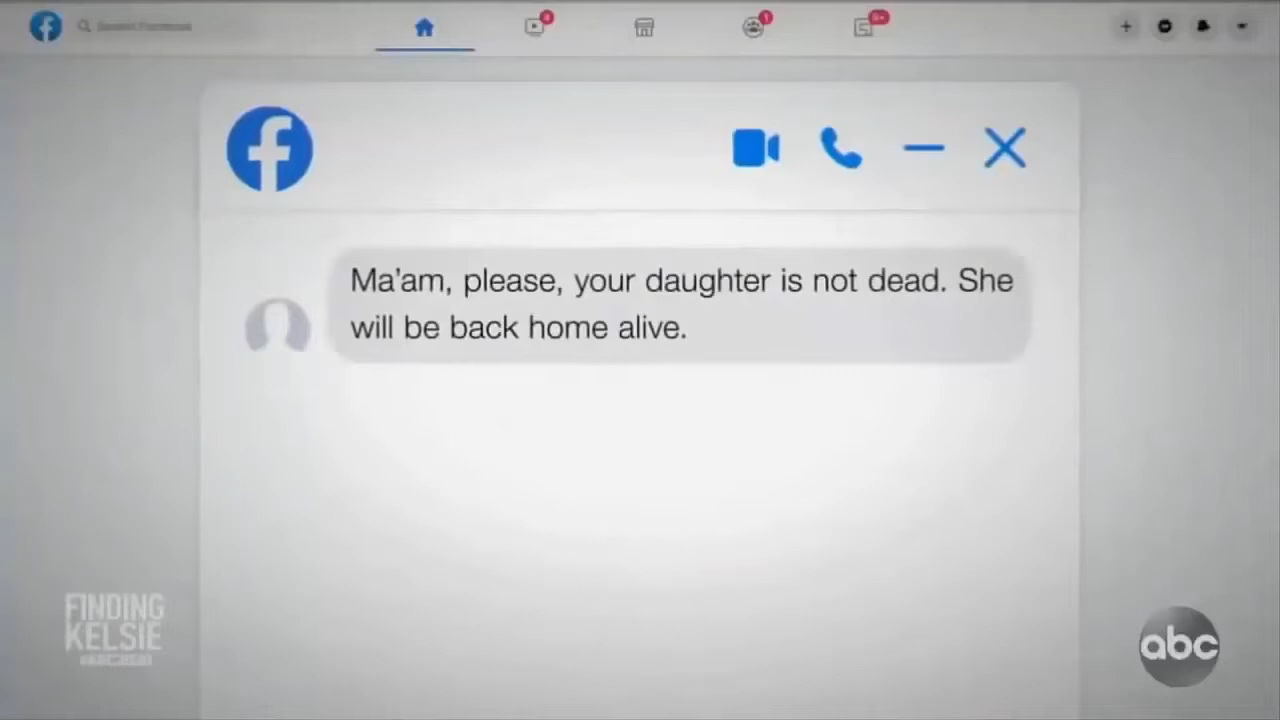 Ma'am, please, your daughter is not dead. She
will be back home alive.
FINDING
KELSIE
abc